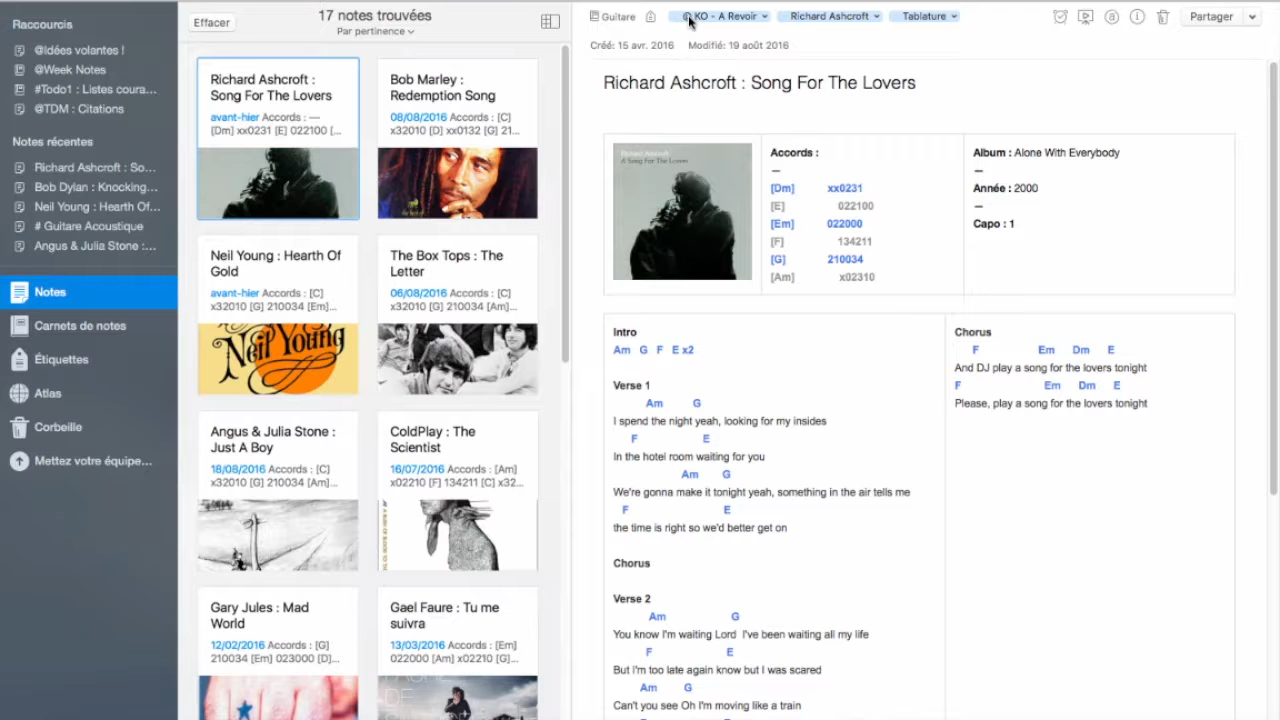 Raccourcis
@Idées volantes !
@Week Notes
#Todo1 : Listes coura...
@TDM : Citations
Notes récentes
Richard Ashcroft : So...
Bob Dylan : Knocking...
Neil Young : Hearth Of...
# Guitare Acoustique
Angus & Julia Stone :...
Notes
Carnets de notes
Étiquettes
Atlas
Corbeille
Mettez votre équipe...
Effacer
17 notes trouvées
Par pertinence
Richard Ashcroft :
Song For The Lovers
avant-hier Accords : —
[Dm] xx0231 [E] 022100 [...
Bob Marley :
Redemption Song
08/08/2016 Accords : [C]
x32010 [D] xx0132 [G] 21...
Neil Young : Hearth Of
Gold
avant-hier Accords : [C]
x32010 [G] 210034 [Em]...
Neil Young
The Box Tops : The
Letter
06/08/2016 Accords : [C]
x32010 [G] 210034 [Am]...
Angus & Julia Stone :
Just A Boy
18/08/2016 Accords : [C]
x32010 [G] 210034 [Am]...
ColdPlay : The
Scientist
16/07/2016 Accords : [Am]
x02210 [F] 134211 [C] x32...
Gary Jules : Mad
World
12/02/2016 Accords : [G]
210034 [Em] 023000 [D]...
Gael Faure : Tu me
suivra
13/03/2016 Accords : [Em]
022000 [Am] x02210 [G]...
Guitare
KO - A Revoir
Richard Ashcroft
Tablature
Partager
Créé: 15 avr. 2016 Modifié: 19 août 2016
Richard Ashcroft : Song For The Lovers
Richard Ashcroft
A Song For The Lovers
Accords :
—
[Dm] xx0231
[E] 022100
[Em] 022000
[F] 134211
[G] 210034
[Am] x02310
Album : Alone With Everybody
—
Année : 2000
—
Capo : 1
Intro
Am G F E x2
Verse 1
Am G
I spend the night yeah, looking for my insides
F E
In the hotel room waiting for you
Am G
We're gonna make it tonight yeah, something in the air tells me
F E
the time is right so we'd better get on
Chorus
Verse 2
Am G
You know I'm waiting Lord I've been waiting all my life
F E
But I'm too late again know but I was scared
Am G
Can't you see Oh I'm moving like a train
Chorus
F Em Dm E
And DJ play a song for the lovers tonight
F Em Dm E
Please, play a song for the lovers tonight